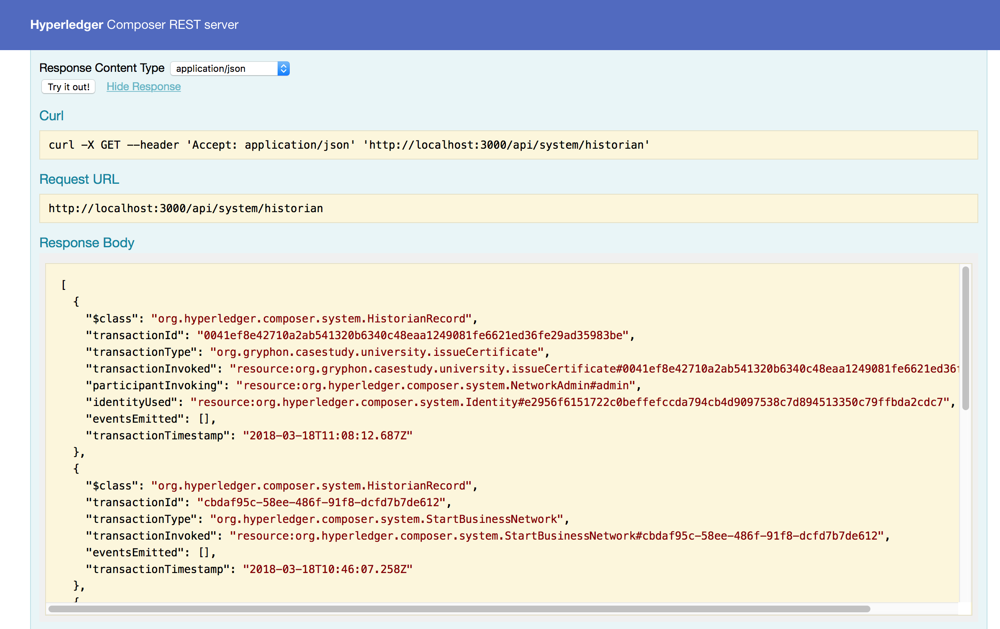 Hyperledger Composer REST server
Response Content Type application/json
Try it out! Hide Response
Curl
curl -X GET --header 'Accept: application/json' 'http://localhost:3000/api/system/historian'
Request URL
http://localhost:3000/api/system/historian
Response Body
[
{
"$class": "org.hyperledger.composer.system.HistorianRecord",
"transactionId": "0041ef8e42710a2ab541320b6340c48eaa1249081fe6621ed36fe29ad35983be",
"transactionType": "org.gryphon.casestudy.university.issueCertificate",
"transactionInvoked": "resource:org.gryphon.casestudy.university.issueCertificate#0041ef8e42710a2ab541320b6340c48eaa1249081fe6621ed36f
"participantInvoking": "resource:org.hyperledger.composer.system.NetworkAdmin#admin",
"identityUsed": "resource:org.hyperledger.composer.system.Identity#e2956f6151722c0beffefccda794cb4d9097538c7d894513350c79ffbda2cdc7",
"eventsEmitted": [],
"transactionTimestamp": "2018-03-18T11:08:12.687Z"
},
{
"$class": "org.hyperledger.composer.system.HistorianRecord",
"transactionId": "cbdaf95c-58ee-486f-91f8-dcfd7b7de612",
"transactionType": "org.hyperledger.composer.system.StartBusinessNetwork",
"transactionInvoked": "resource:org.hyperledger.composer.system.StartBusinessNetwork#cbdaf95c-58ee-486f-91f8-dcfd7b7de612",
"eventsEmitted": [],
"transactionTimestamp": "2018-03-18T10:46:07.258Z"
},
{